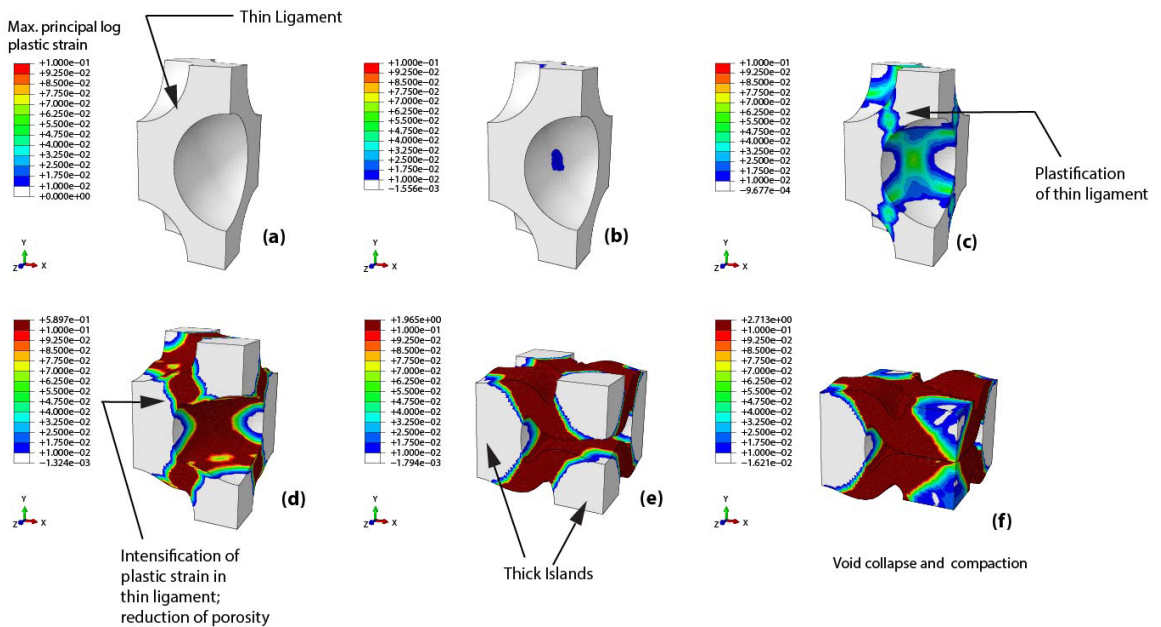 Thin Ligament
Max. principal log
plastic strain
+1.000e−01
+9.250e−02
+8.500e−02
+7.750e−02
+7.000e−02
+6.250e−02
+5.500e−02
+4.750e−02
+4.000e−02
+3.250e−02
+2.500e−02
+1.750e−02
+1.000e−02
+0.000e+00
Y
Z X
(a)
+1.000e−01
+9.250e−02
+8.500e−02
+7.750e−02
+7.000e−02
+6.250e−02
+5.500e−02
+4.750e−02
+4.000e−02
+3.250e−02
+2.500e−02
+1.750e−02
+1.000e−02
−1.556e−03
Y
Z X
(b)
+1.000e−01
+9.250e−02
+8.500e−02
+7.750e−02
+7.000e−02
+6.250e−02
+5.500e−02
+4.750e−02
+4.000e−02
+3.250e−02
+2.500e−02
+1.750e−02
+1.000e−02
−9.677e−04
Plastification
of thin ligament
Y
Z X
(c)
+5.897e−01
+1.000e−01
+9.250e−02
+8.500e−02
+7.750e−02
+7.000e−02
+6.250e−02
+5.500e−02
+4.750e−02
+4.000e−02
+3.250e−02
+2.500e−02
+1.750e−02
+1.000e−02
−1.324e−03
Y
Z X
(d)
Intensification of
plastic strain in
thin ligament;
reduction of porosity
+1.965e+00
+1.000e−01
+9.250e−02
+8.500e−02
+7.750e−02
+7.000e−02
+6.250e−02
+5.500e−02
+4.750e−02
+4.000e−02
+3.250e−02
+2.500e−02
+1.750e−02
+1.000e−02
−1.794e−03
Y
Z X
(e)
Thick Islands
+2.713e+00
+1.000e−01
+9.250e−02
+8.500e−02
+7.750e−02
+7.000e−02
+6.250e−02
+5.500e−02
+4.750e−02
+4.000e−02
+3.250e−02
+2.500e−02
+1.750e−02
+1.000e−02
−1.621e−02
Y
Z X
(f)
Void collapse and compaction